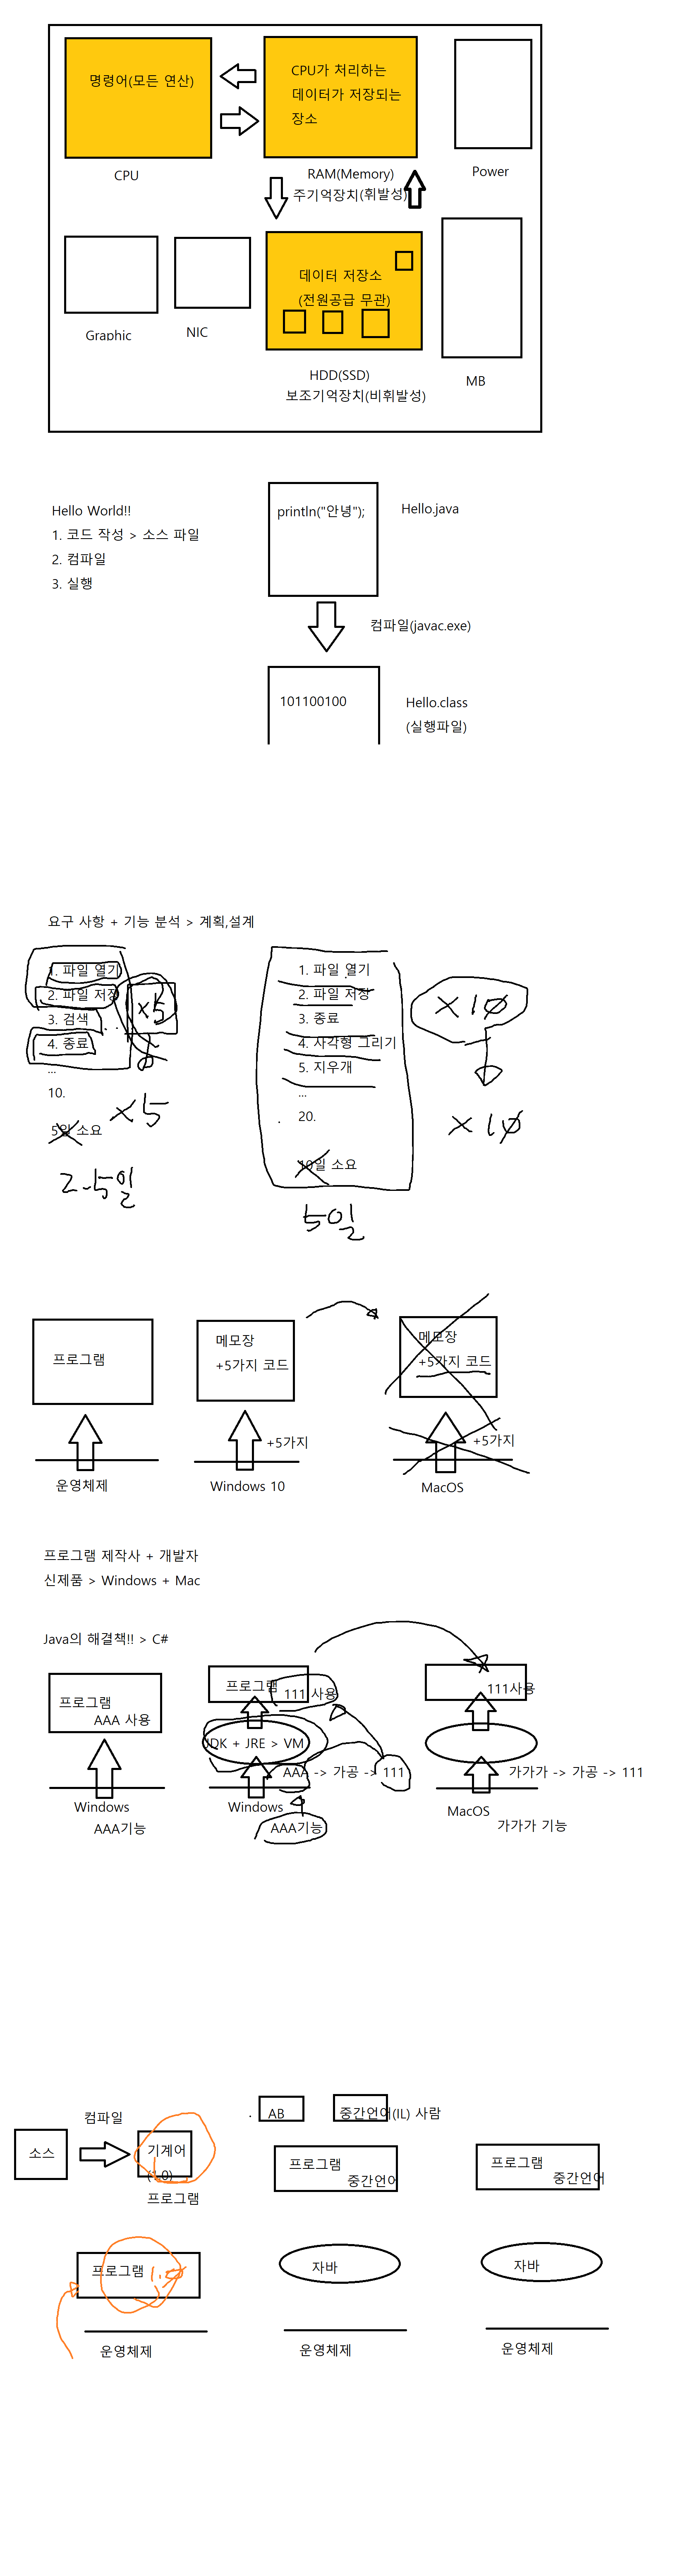 명령어(모든 연산)
CPU가 처리하는
데이터가 저장되는
장소
CPU
RAM(Memory)
주기억장치(휘발성)
Power
데이터 저장소
(전원공급 무관)
Graphic
NIC
HDD(SSD)
보조기억장치(비휘발성)
MB
Hello World!!
1. 코드 작성 > 소스 파일
2. 컴파일
3. 실행
println("안녕");
Hello.java
컴파일(javac.exe)
101100100
Hello.class
(실행파일)
요구 사항 + 기능 분석 > 계획,설계
1. 파일 열기
2. 파일 저장
3. 검색
4. 종료
...
10.
5일 소요
x5
x5
2.5일
1. 파일 열기
2. 파일 저장
3. 종료
4. 사각형 그리기
5. 지우개
...
20.
10일 소요
50일
x10
x10
프로그램
운영체제
메모장
+5가지 코드
+5가지
Windows 10
메모장
+5가지 코드
+5가지
MacOS
프로그램 제작사 + 개발자
신제품 > Windows + Mac
Java의 해결책!! > C#
프로그램
AAA 사용
Windows
AAA기능
프로그램
111 사용
JDK + JRE > VM
AAA -> 가공 -> 111
Windows
AAA기능
111사용
가가가 -> 가공 -> 111
MacOS
가가가 기능
소스
컴파일
기계어
(1,0)
프로그램
AB
중간언어(IL) 사람
프로그램
중간언어
프로그램
중간언어
프로그램
1.0
운영체제
자바
운영체제
자바
운영체제